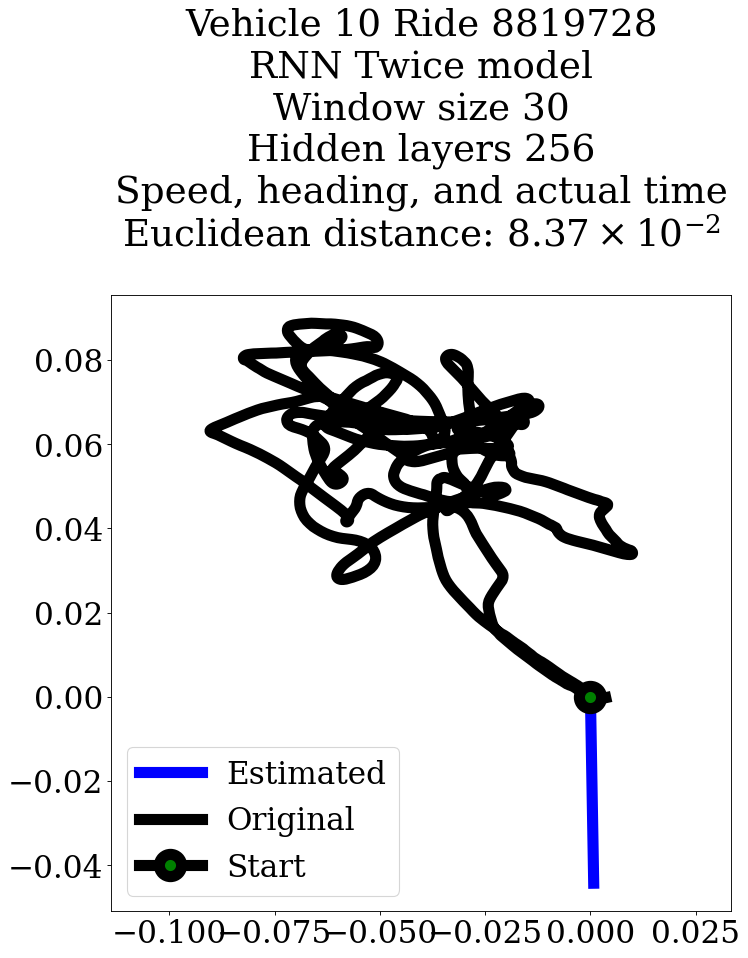 Vehicle 10 Ride 8819728
RNN Twice model
Window size 30
Hidden layers 256
Speed, heading, and actual time
Euclidean distance: 8.37 × 10⁻²
0.08
0.06
0.04
0.02
0.00
−0.02
−0.04
Estimated
Original
Start
−0.100 −0.075 −0.050 −0.025 0.000 0.025